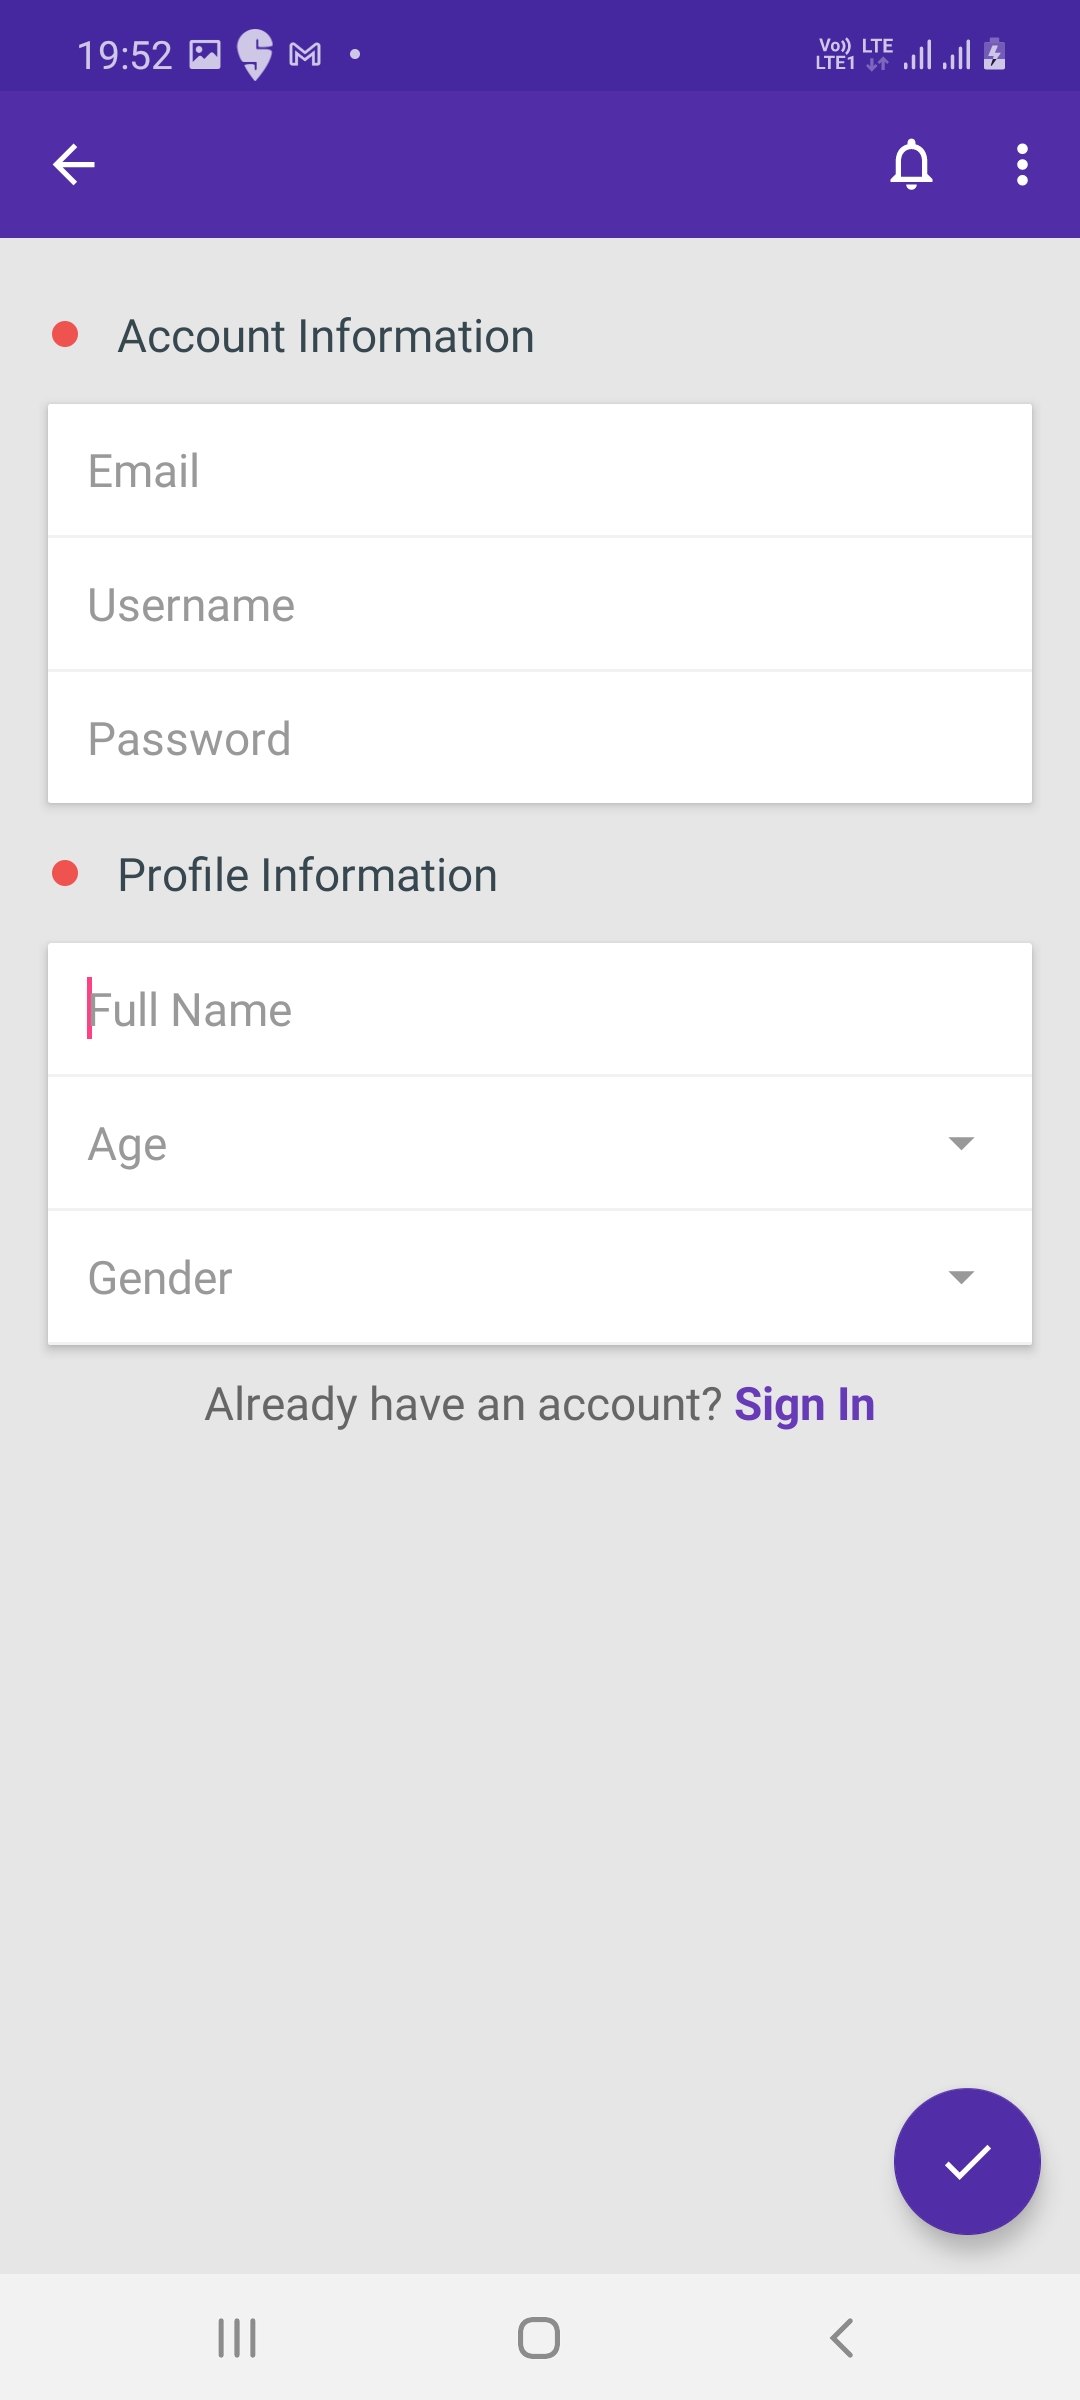 19:52
Vo)) LTE
LTE1
Account Information
Email
Username
Password
Profile Information
Full Name
Age
Gender
Already have an account? Sign In